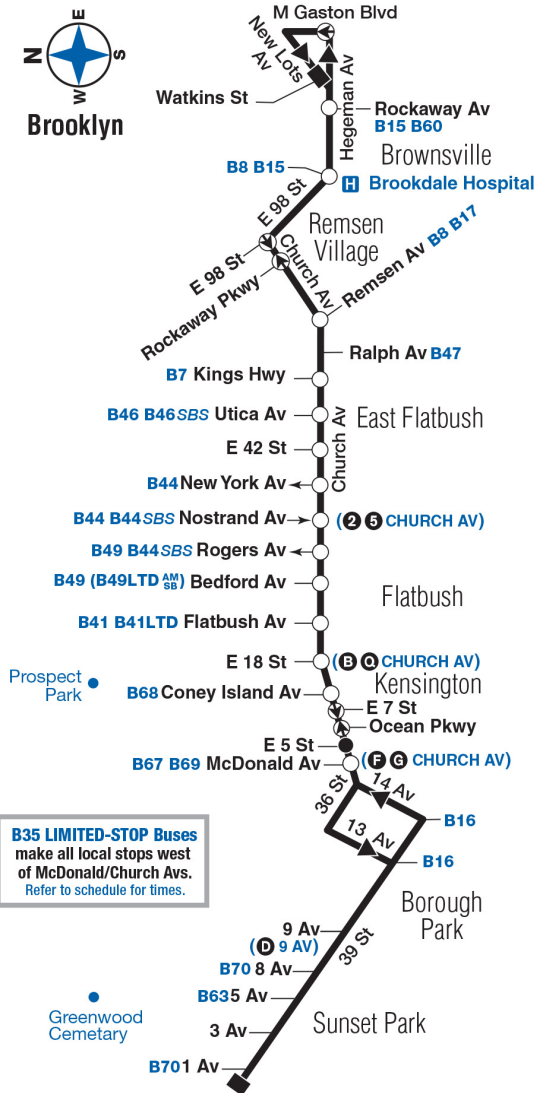 M Gaston Blvd
E
N
S
W
Brooklyn
New Lots
Av
Hegeman Av
Watkins St
Rockaway Av
B15 B60
Brownsville
B8 B15
H Brookdale Hospital
E 98 St
Remsen
Village
E 98 St
Church Av
Rockaway Pkwy
Remsen Av B8 B17
Ralph Av B47
B7 Kings Hwy
B46 B46SBS Utica Av
East Flatbush
Church Av
E 42 St
B44 New York Av
B44 B44SBS Nostrand Av
(2 5 CHURCH AV)
B49 B44SBS Rogers Av
B49 (B49LTD AM SB) Bedford Av
Flatbush
B41 B41LTD Flatbush Av
E 18 St
(B Q CHURCH AV)
Prospect
Park
Kensington
B68 Coney Island Av
E 7 St
Ocean Pkwy
E 5 St
B67 B69 McDonald Av
(F G CHURCH AV)
36 St
14 Av
13 Av
B16
B16
B35 LIMITED-STOP Buses
make all local stops west
of McDonald/Church Avs.
Refer to schedule for times.
Borough
Park
9 Av
(D 9 AV)
39 St
B70 8 Av
B63 5 Av
Greenwood
Cemetary
Sunset Park
3 Av
B70 1 Av